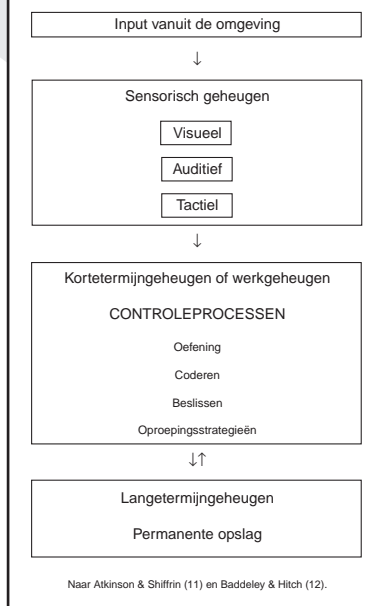 Input vanuit de omgeving
↓
Sensorisch geheugen
Visueel
Auditief
Tactiel
↓
Kortetermijngeheugen of werkgeheugen
CONTROLEPROCESSEN
Oefening
Coderen
Beslissen
Oproepingsstrategieën
↓↑
Langetermijngeheugen
Permanente opslag
Naar Atkinson & Shiffrin (11) en Baddeley & Hitch (12).